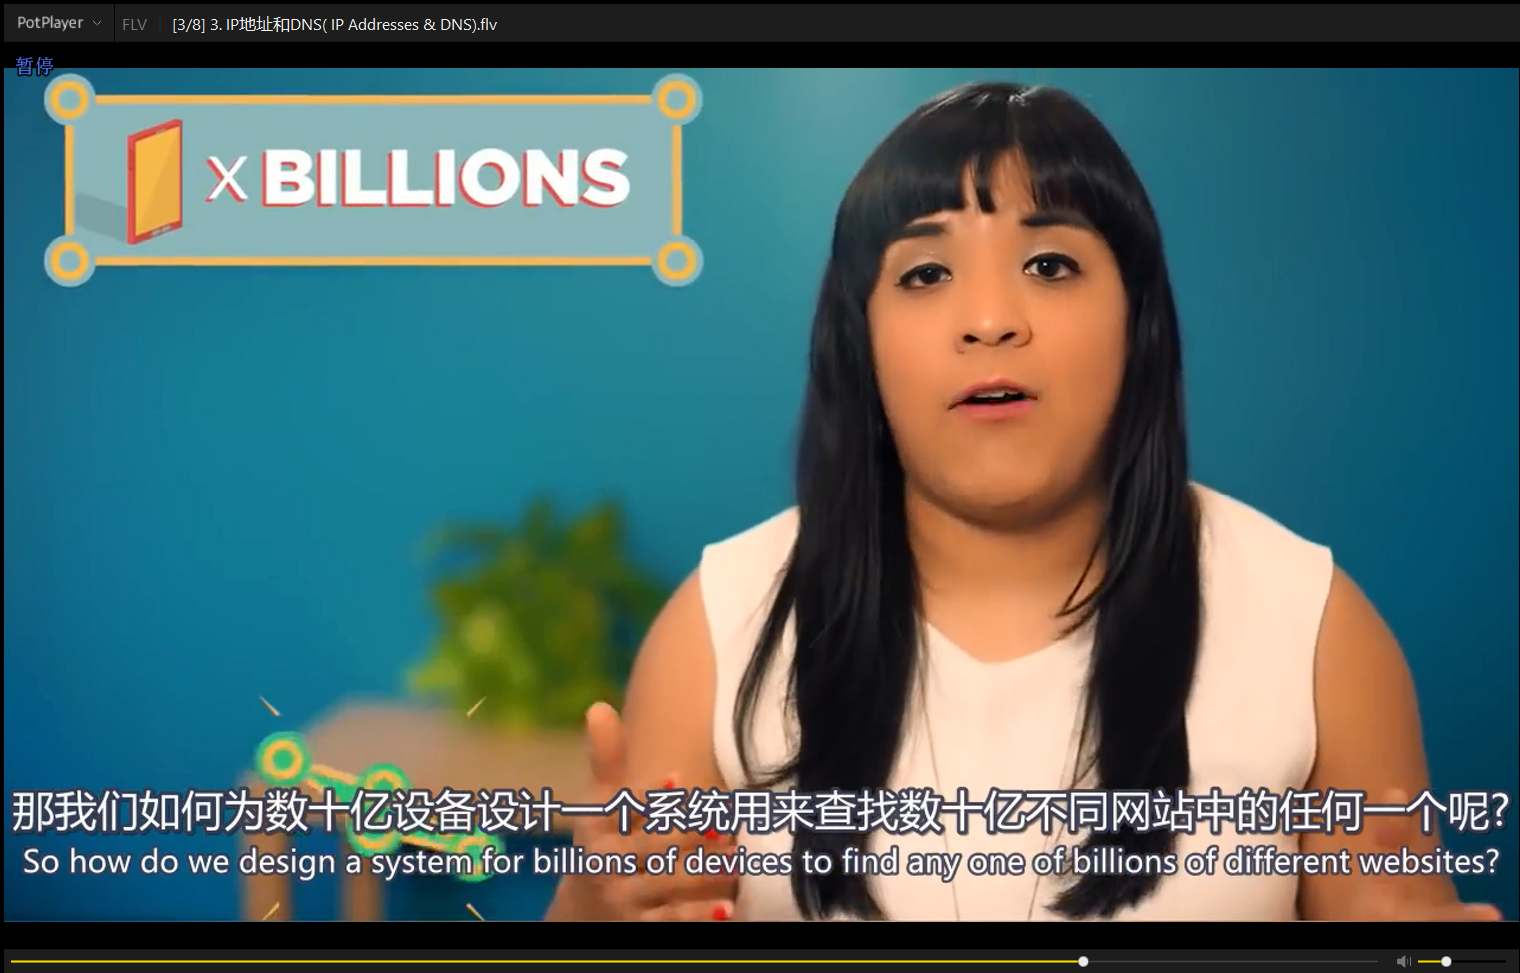 PotPlayer FLV [3/8] 3. IP地址和DNS( IP Addresses & DNS).flv
暂停
X BILLIONS
那我们如何为数十亿设备设计一个系统用来查找数十亿不同网站中的任何一个呢?
So how do we design a system for billions of devices to find any one of billions of different websites?